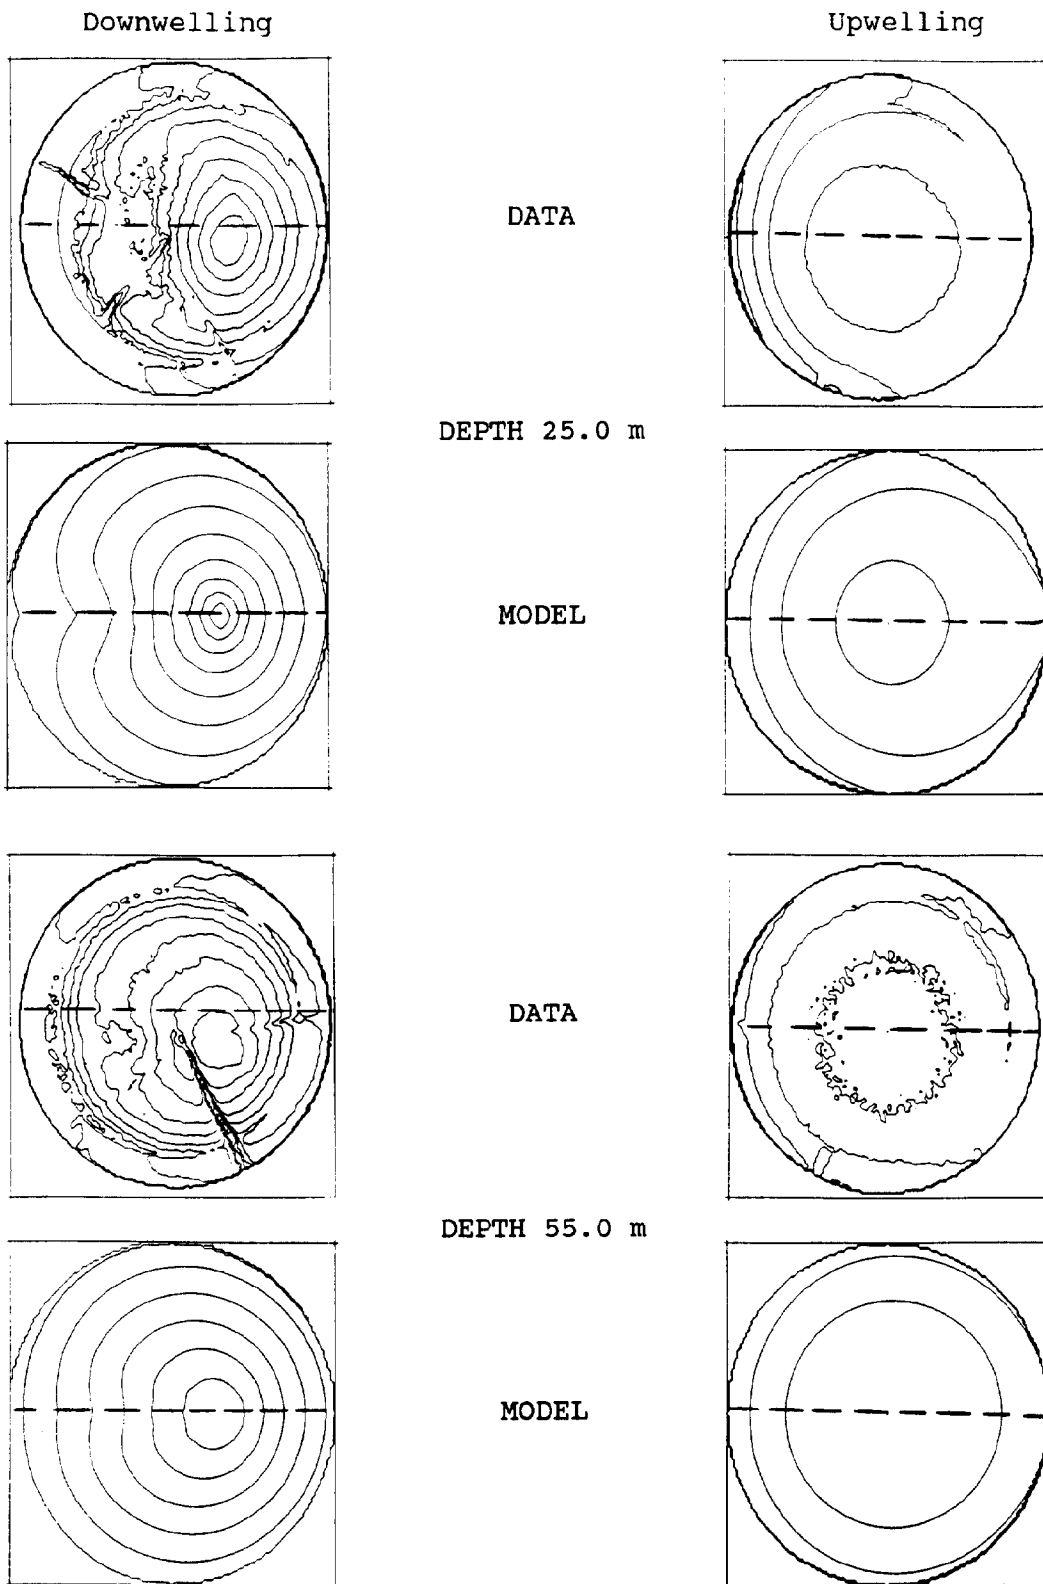 Downwelling
Upwelling
DATA
DEPTH 25.0 m
MODEL
DATA
DEPTH 55.0 m
MODEL